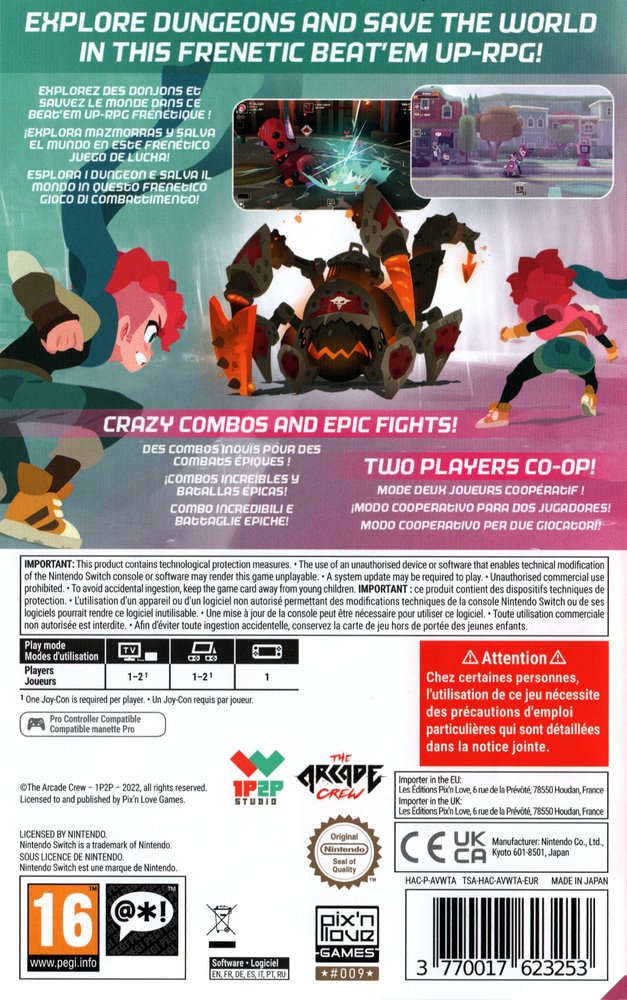 EXPLORE DUNGEONS AND SAVE THE WORLD
IN THIS FRENETIC BEAT'EM UP-RPG!
EXPLOREZ DES DONJONS ET
SAUVEZ LE MONDE DANS CE
BEAT'EM UP-RPG FRÉNÉTIQUE !
¡EXPLORA MAZMORRAS Y SALVA
EL MUNDO EN ESTE FRENÉTICO
JUEGO DE LUCHA!
ESPLORA I DUNGEON E SALVA IL
MONDO IN QUESTO FRENETICO
GIOCO DI COMBATTIMENTO!
CRAZY COMBOS AND EPIC FIGHTS!
DES COMBOS INOUÏS POUR DES
COMBATS ÉPIQUES !
¡COMBOS INCREÍBLES Y
BATALLAS ÉPICAS!
COMBO INCREDIBILI E
BATTAGLIE EPICHE!
TWO PLAYERS CO-OP!
MODE DEUX JOUEURS COOPÉRATIF !
¡MODO COOPERATIVO PARA DOS JUGADORES!
MODO COOPERATIVO PER DUE GIOCATORI!
IMPORTANT: This product contains technological protection measures. • The use of an unauthorised device or software that enables technical modification
of the Nintendo Switch console or software may render this game unplayable. • A system update may be required to play. • Unauthorised commercial use
prohibited. • To avoid accidental ingestion, keep the game card away from young children. IMPORTANT : ce produit contient des dispositifs techniques de
protection. • L'utilisation d'un appareil ou d'un logiciel non autorisé permettant des modifications techniques de la console Nintendo Switch ou de ses
logiciels pourrait rendre ce logiciel inutilisable. • Une mise à jour de la console peut être nécessaire pour utiliser ce logiciel. • Toute utilisation commerciale
non autorisée est interdite. • Afin d'éviter toute ingestion accidentelle, conservez la carte de jeu hors de portée des jeunes enfants.
Play mode
Modes d'utilisation
TV
Players
Joueurs
1–2¹
1–2¹
1
¹ One Joy-Con is required per player. • Un Joy-Con requis par joueur.
Pro Controller Compatible
Compatible manette Pro
⚠ Attention ⚠
Chez certaines personnes,
l'utilisation de ce jeu nécessite
des précautions d'emploi
particulières qui sont détaillées
dans la notice jointe.
©The Arcade Crew – 1P2P – 2022, all rights reserved.
Licensed to and published by Pix'n Love Games.
1P2P
STUDIO
THE
ARCADE
CREW
Importer in the EU:
Les Éditions Pix'n Love, 6 rue de la Prévôté, 78550 Houdan, France
Importer in the UK:
Les Éditions Pix'n Love, 6 rue de la Prévôté, 78550 Houdan, France
LICENSED BY NINTENDO.
Nintendo Switch is a trademark of Nintendo.
SOUS LICENCE DE NINTENDO.
Nintendo Switch est une marque de Nintendo.
Original
Nintendo
Seal of
Quality
TM
CE
UK
CA
Manufacturer: Nintendo Co., Ltd.,
Kyoto 601-8501, Japan
HAC-P-AVWTA TSA-HAC-AVWTA-EUR MADE IN JAPAN
16
www.pegi.info
@*!
Software • Logiciel
EN, FR, DE, ES, IT, PT, RU
pix'n
love
GAMES
★#009★
3 770017 623253